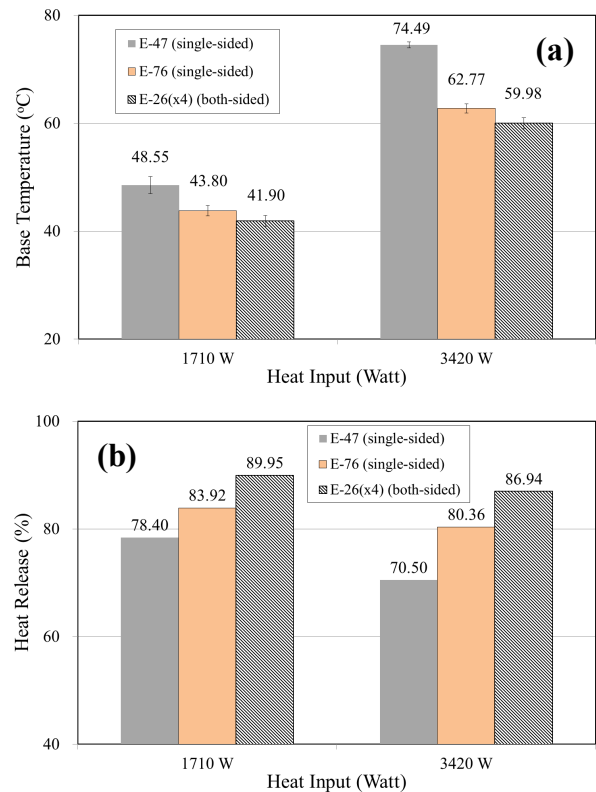 80
60
40
20
Base Temperature (°C)
E-47 (single-sided)
E-76 (single-sided)
E-26(x4) (both-sided)
(a)
48.55
43.80
41.90
74.49
62.77
59.98
1710 W
3420 W
Heat Input (Watt)
100
80
60
40
Heat Release (%)
(b)
E-47 (single-sided)
E-76 (single-sided)
E-26(x4) (both-sided)
78.40
83.92
89.95
70.50
80.36
86.94
1710 W
3420 W
Heat Input (Watt)